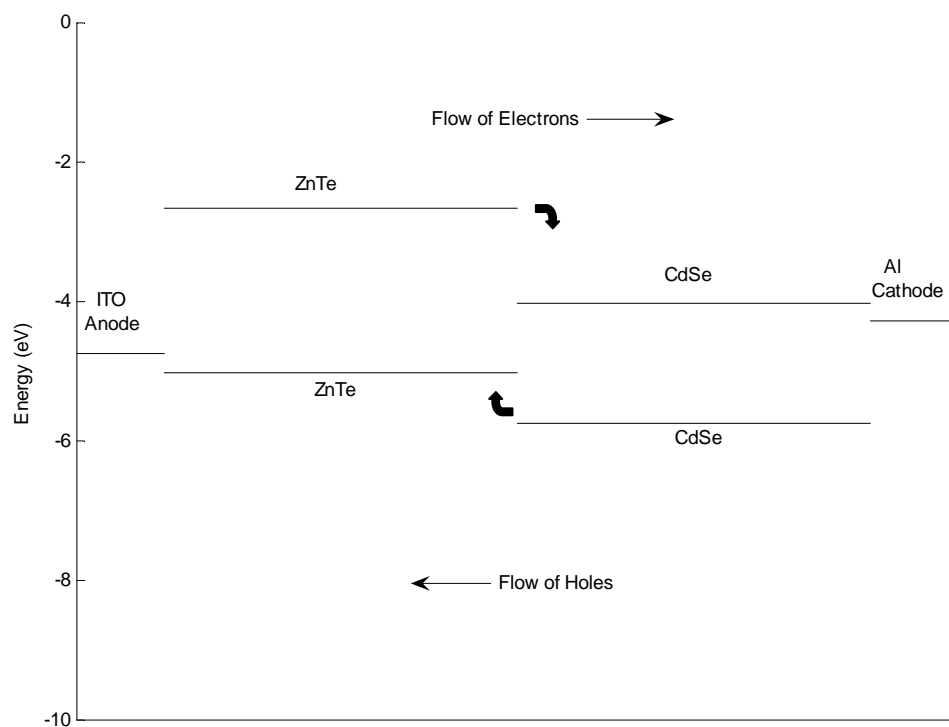 0
Flow of Electrons
-2
ZnTe
CdSe
Al
Cathode
-4
ITO
Anode
ZnTe
Energy (eV)
CdSe
-6
-8
Flow of Holes
-10